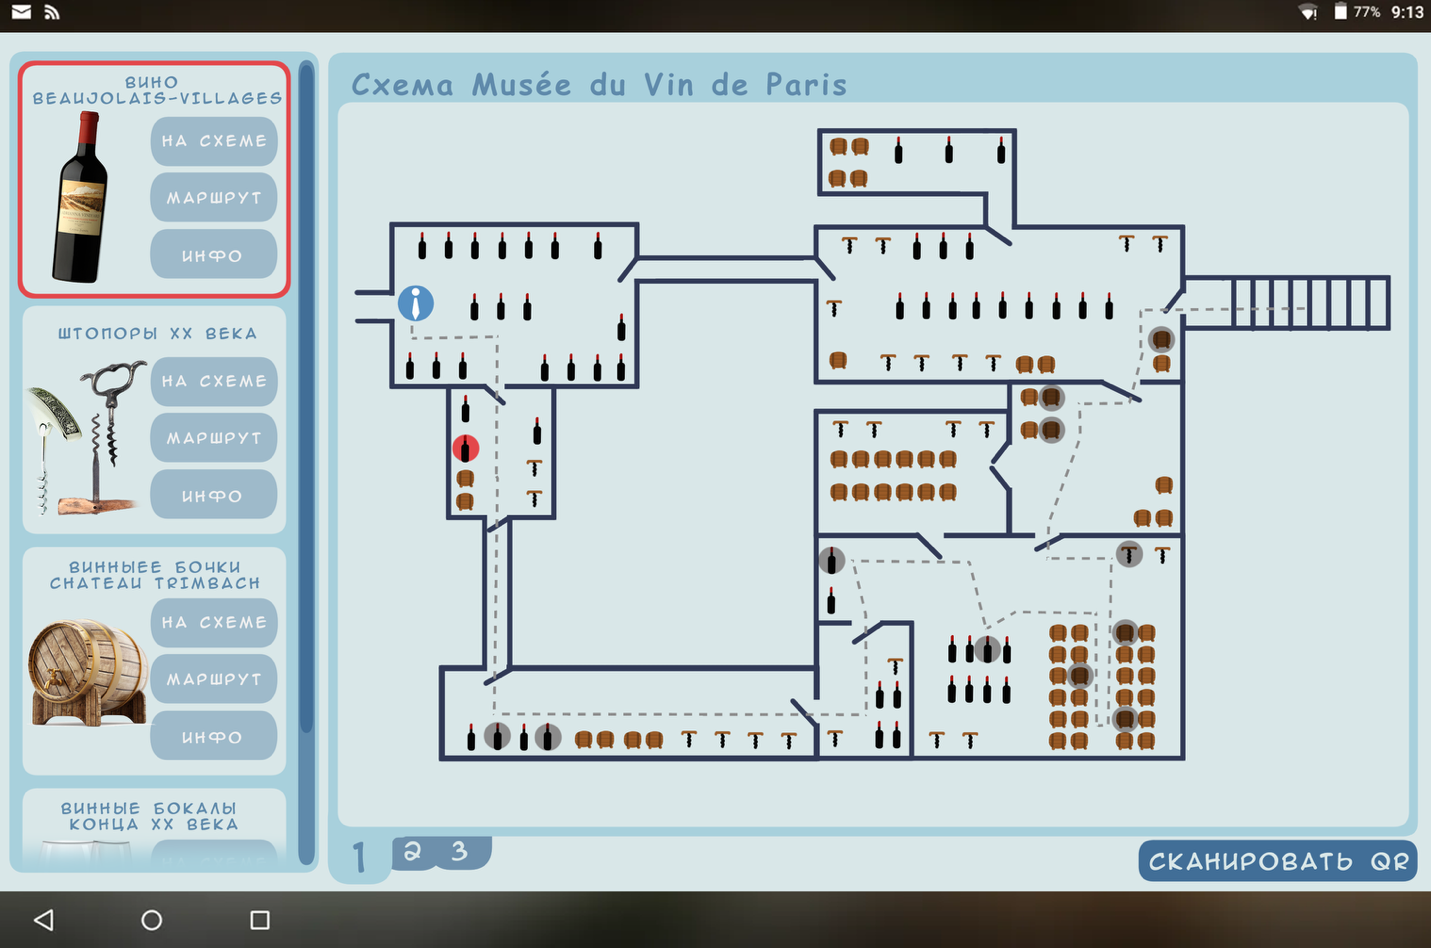 77% 9:13
ВИНО
BEAUJOLAIS-VILLAGES
НА СХЕМЕ
МАРШРУТ
ИНФО
ШТОПОРЫ XX ВЕКА
НА СХЕМЕ
МАРШРУТ
ИНФО
ВИННЫЕЕ БОЧКИ
CHATEAU TRIMBACH
НА СХЕМЕ
МАРШРУТ
ИНФО
ВИННЫЕ БОКАЛЫ
КОНЦА XX ВЕКА
НА СХЕМЕ
Схема Musée du Vin de Paris
1 2 3
СКАНИРОВАТЬ QR